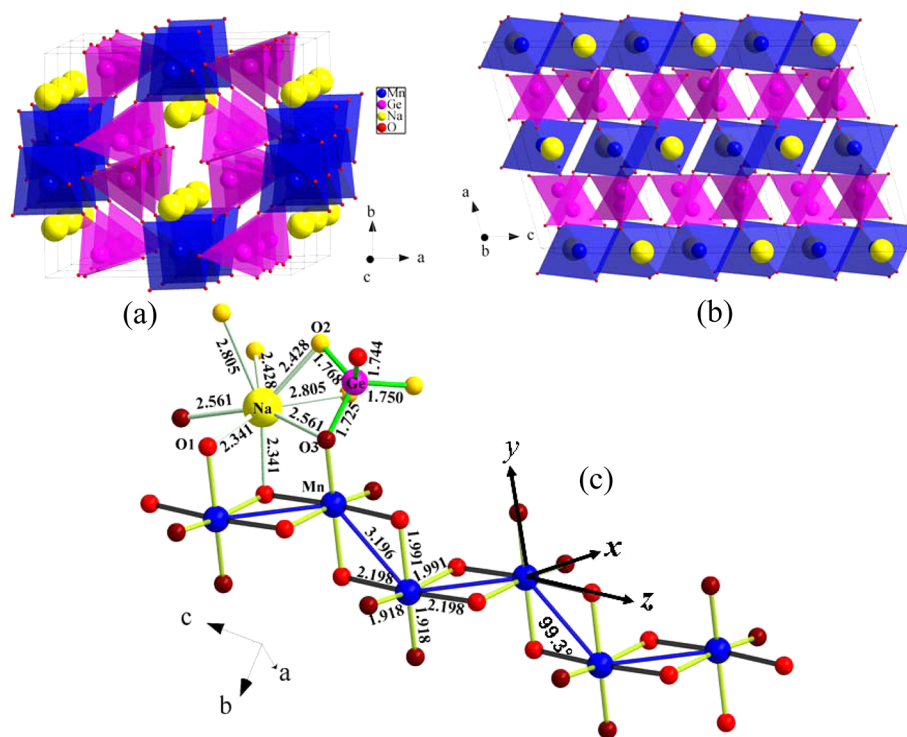 Mn
Ge
Na
O
b
a
c
(a)
a
b
c
(b)
2.805
2.428
2.428
O2
1.768
1.744
Ge
1.750
2.805
Na
2.561
2.561
1.725
O1
2.341
2.341
O3
Mn
(c)
y
x
z
3.196
1.991
1.991
2.198
2.198
1.918
1.918
99.3°
c
a
b